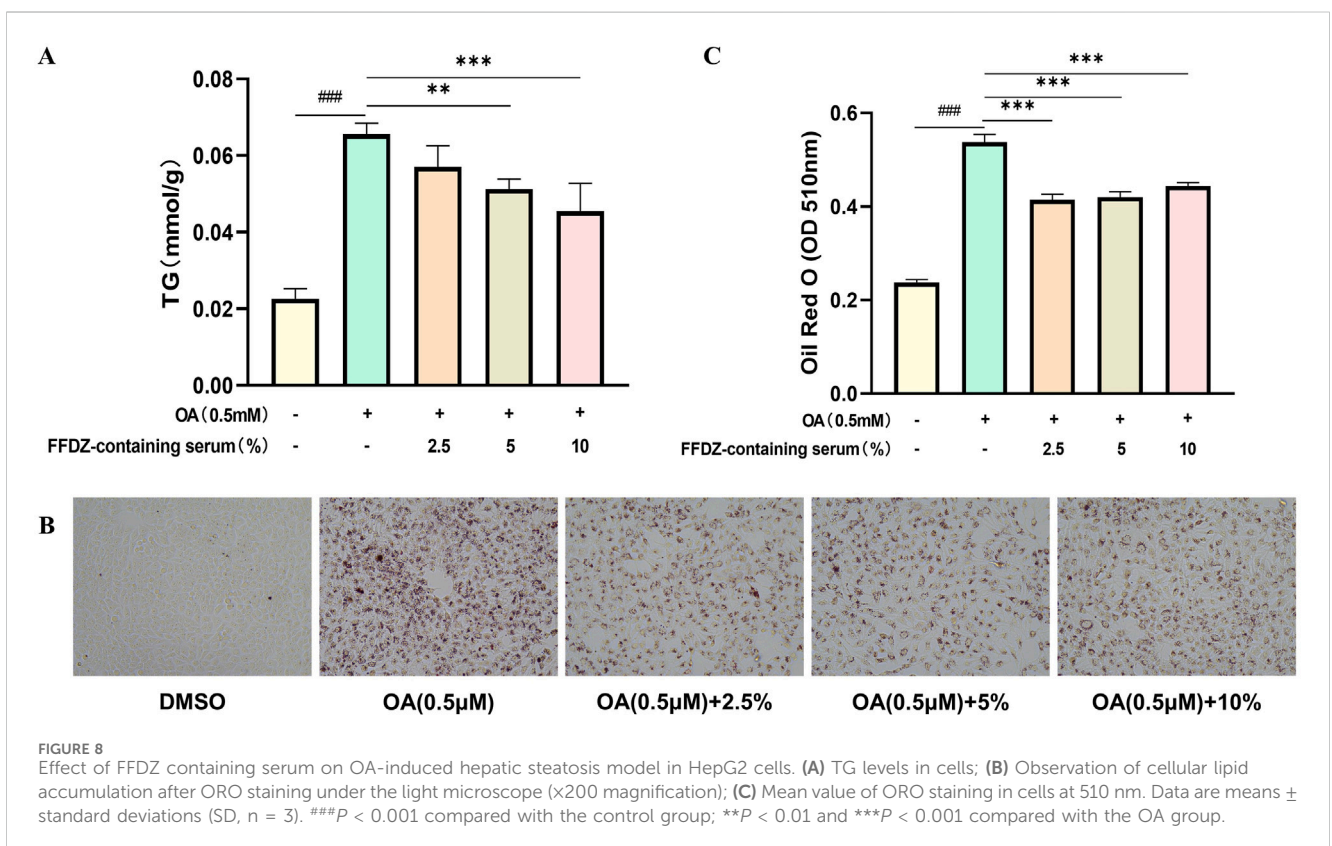 A
0.08
0.06
0.04
0.02
0.00
TG(mmol/g)
###
**
***
OA(0.5mM) - + + + +
FFDZ-containing serum(%) - - 2.5 5 10
C
0.6
0.4
0.2
0.0
Oil Red O (OD 510nm)
###
***
***
***
OA(0.5mM) - + + + +
FFDZ-containing serum(%) - - 2.5 5 10
B
DMSO OA(0.5μM) OA(0.5μM)+2.5% OA(0.5μM)+5% OA(0.5μM)+10%
FIGURE 8
Effect of FFDZ containing serum on OA-induced hepatic steatosis model in HepG2 cells. (A) TG levels in cells; (B) Observation of cellular lipid
accumulation after ORO staining under the light microscope (×200 magnification); (C) Mean value of ORO staining in cells at 510 nm. Data are means ±
standard deviations (SD, n = 3). ###P < 0.001 compared with the control group; **P < 0.01 and ***P < 0.001 compared with the OA group.